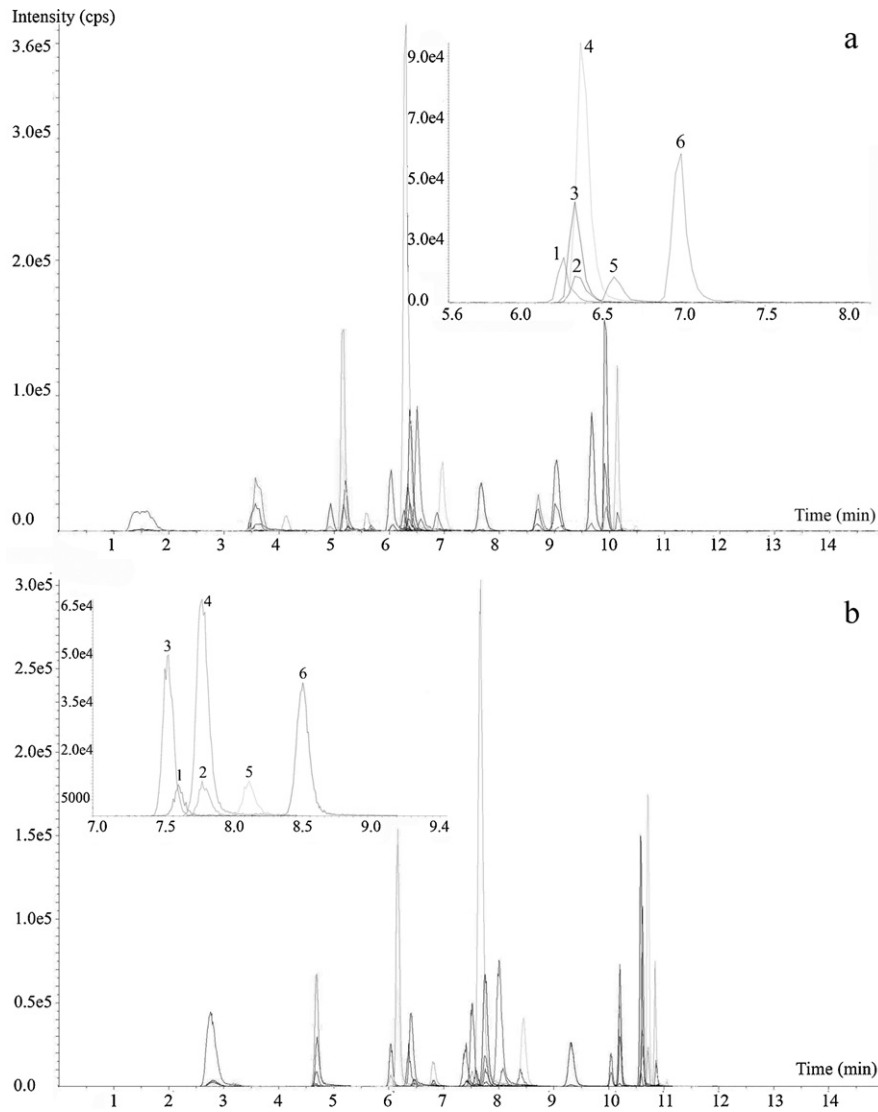 Intensity (cps)
a
3.6e5
3.0e5
2.0e5
1.0e5
0.0
9.0e4
7.0e4
5.0e4
3.0e4
0.0
4
6
3
1
2
5
5.6 6.0 6.5 7.0 7.5 8.0
Time (min)
1 2 3 4 5 6 7 8 9 10 11 12 13 14
b
3.0e5
2.5e5
2.0e5
1.5e5
1.0e5
0.5e5
0.0
6.5e4
5.0e4
3.5e4
2.0e4
5000
4
3
6
1
2
5
7.0 7.5 8.0 8.5 9.0 9.4
Time (min)
1 2 3 4 5 6 7 8 9 10 11 12 13 14